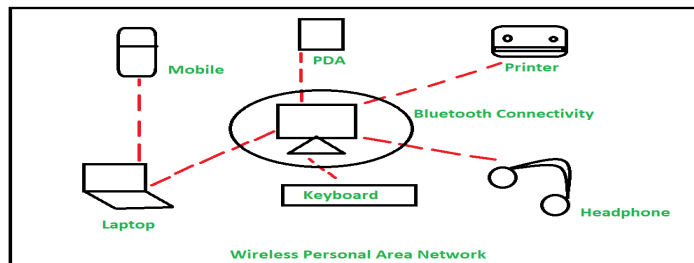 PDA
Printer
Mobile
Bluetooth Connectivity
Keyboard
Headphone
Laptop
Wireless Personal Area Network